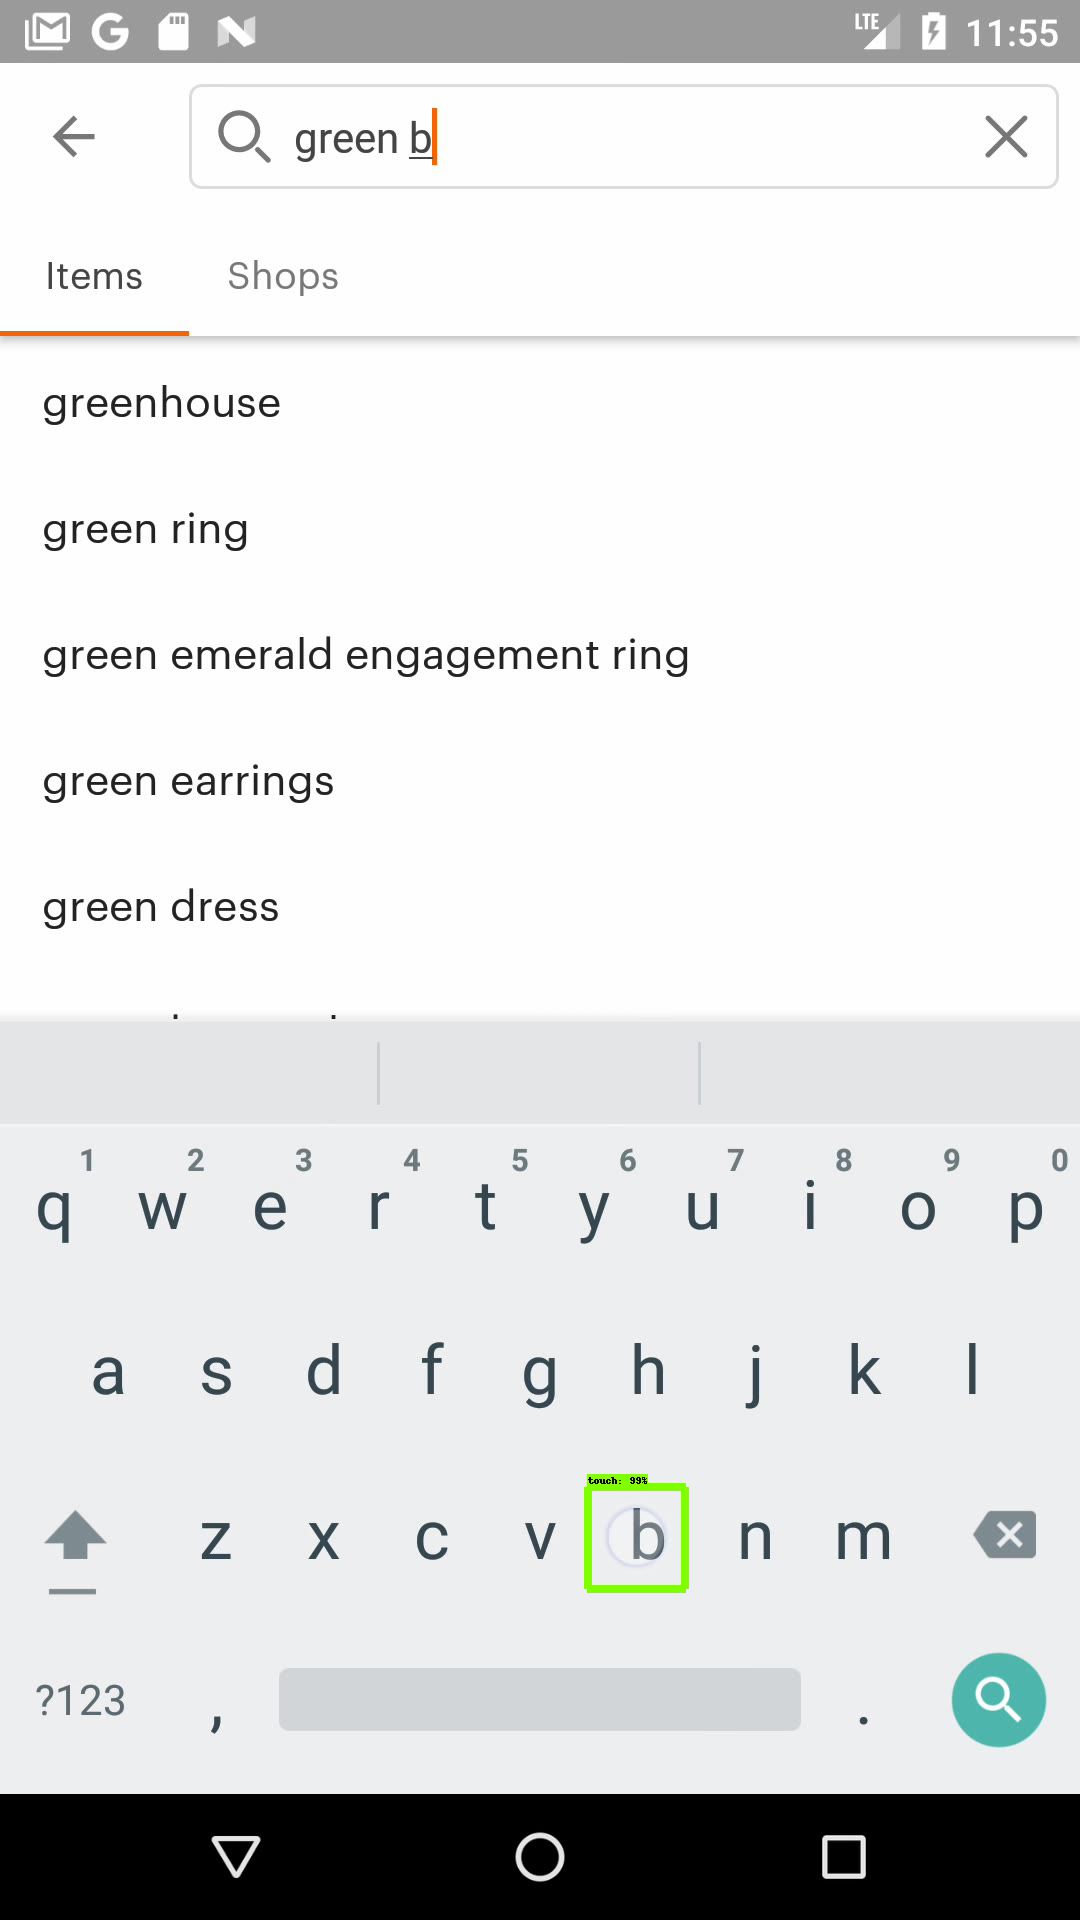 LTE 11:55
green b
Items Shops
greenhouse
green ring
green emerald engagement ring
green earrings
green dress
1 2 3 4 5 6 7 8 9 0
q w e r t y u i o p
a s d f g h j k l
touch: 99%
z x c v b n m
?123 , .